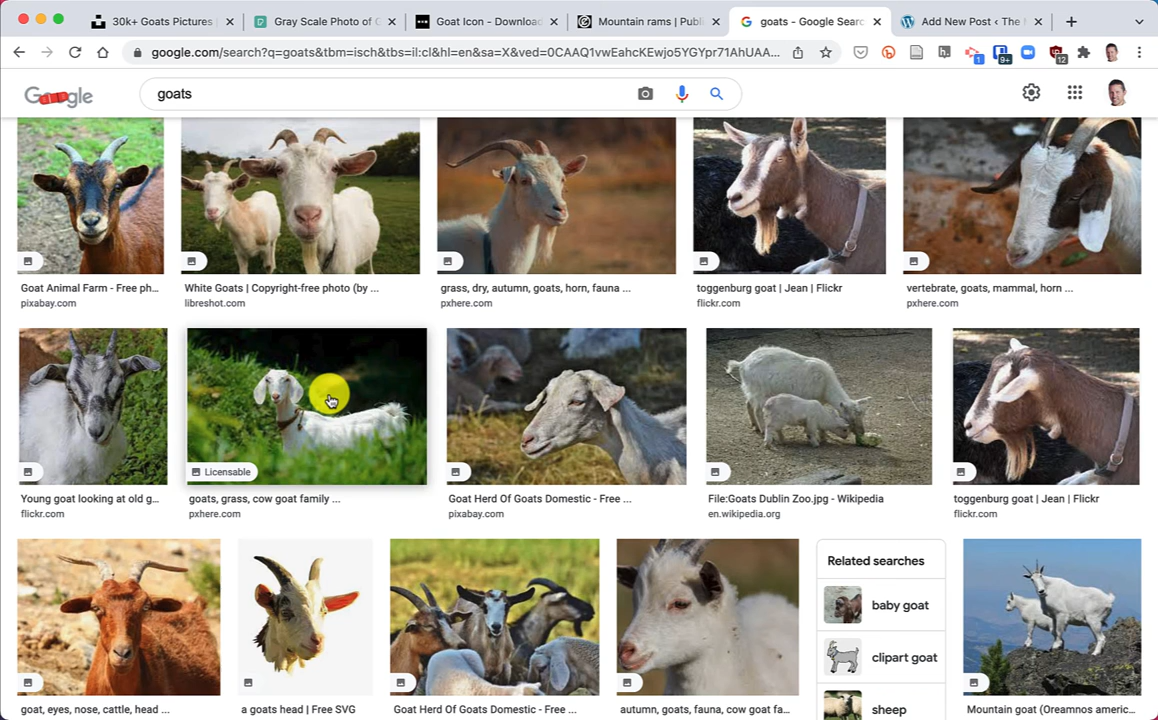 30+ Goats Pictures
Gray Scale Photo of G
Goat Icon - Download
Mountain rams | Publ
goats - Google Searc
Add New Post ‹ The M
google.com/search?q=goats&tbm=isch&tbs=il:cl&hl=en&sa=X&ved=0CAAQ1vwEahcKEwjo5YGYpr71AhUAA...
1
9+
12
Google
goats
Goat Animal Farm - Free ph...
pixabay.com
White Goats | Copyright-free photo (by ...
libreshot.com
grass, dry, autumn, goats, horn, fauna ...
pxhere.com
toggenburg goat | Jean | Flickr
flickr.com
vertebrate, goats, mammal, horn ...
pxhere.com
Licensable
Young goat looking at old g...
flickr.com
goats, grass, cow goat family ...
pxhere.com
Goat Herd Of Goats Domestic - Free ...
pixabay.com
File:Goats Dublin Zoo.jpg - Wikipedia
en.wikipedia.org
toggenburg goat | Jean | Flickr
flickr.com
Related searches
baby goat
clipart goat
sheep
goat, eyes, nose, cattle, head ...
a goats head | Free SVG
Goat Herd Of Goats Domestic - Free ...
autumn, goats, fauna, cow goat fa...
Mountain goat (Oreamnos americ...